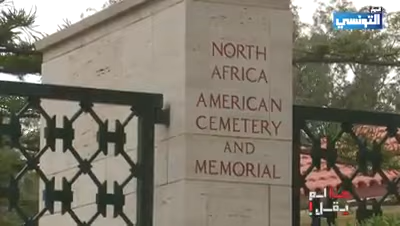 التونسي
NORTH
AFRICA
AMERICAN
CEMETERY
AND
MEMORIAL